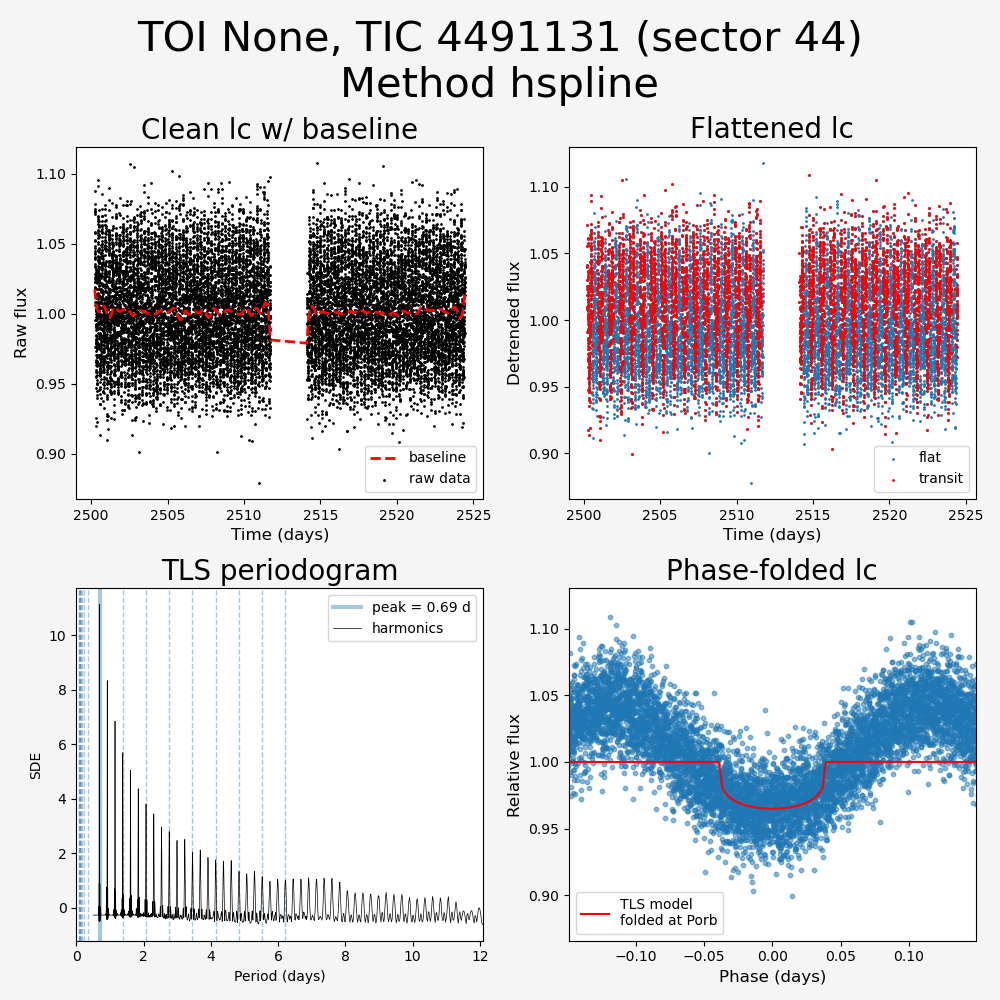 TOI None, TIC 4491131 (sector 44)
Method hspline
Clean lc w/ baseline
Raw flux
1.10
1.05
1.00
0.95
0.90
baseline
raw data
2500 2505 2510 2515 2520 2525
Time (days)
Flattened lc
Detrended flux
1.10
1.05
1.00
0.95
0.90
flat
transit
2500 2505 2510 2515 2520 2525
Time (days)
TLS periodogram
SDE
10
8
6
4
2
0
peak = 0.69 d
harmonics
0 2 4 6 8 10 12
Period (days)
Phase-folded lc
Relative flux
1.10
1.05
1.00
0.95
0.90
TLS model
folded at Porb
−0.10 −0.05 0.00 0.05 0.10
Phase (days)